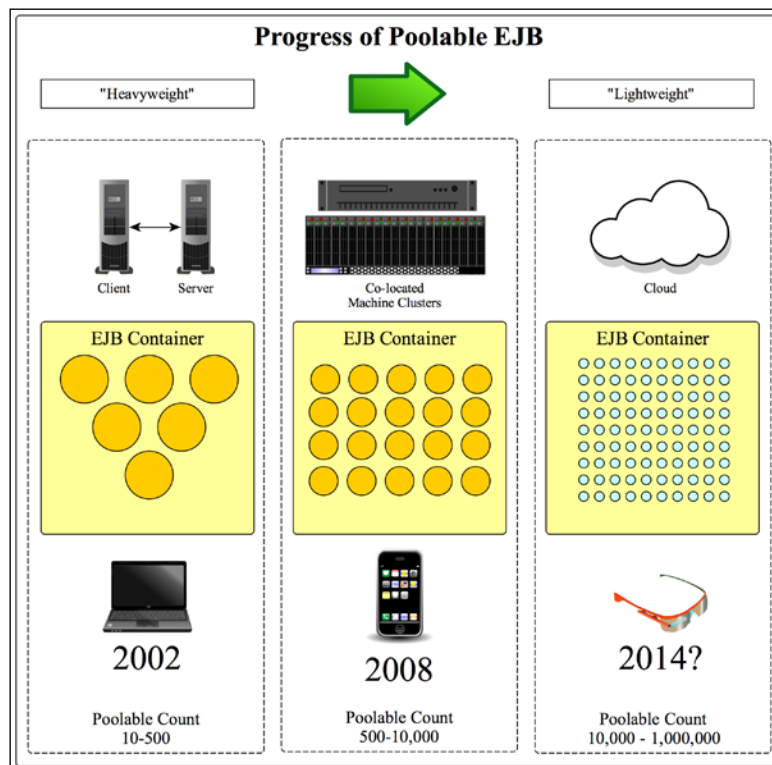 Progress of Poolable EJB
"Heavyweight"
"Lightweight"
Client
Server
Co-located
Machine Clusters
Cloud
EJB Container
EJB Container
EJB Container
2002
2008
2014?
Poolable Count
10-500
Poolable Count
500-10,000
Poolable Count
10,000 - 1,000,000